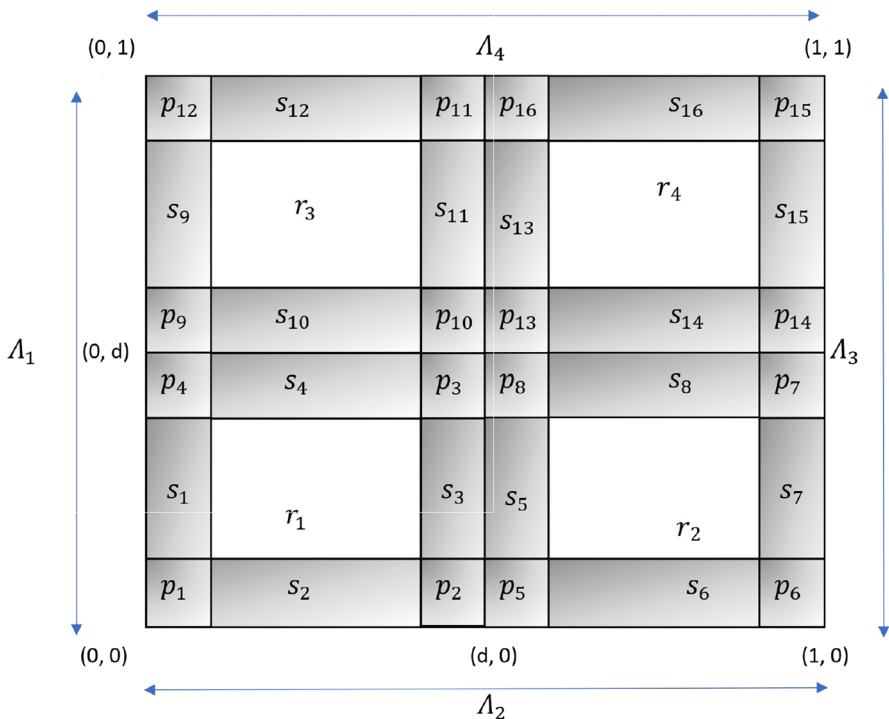 (0, 1) Λ₄ (1, 1)
p₁₂ s₁₂ p₁₁ p₁₆ s₁₆ p₁₅
s₉ r₃ s₁₁ s₁₃ r₄ s₁₅
p₉ s₁₀ p₁₀ p₁₃ s₁₄ p₁₄
Λ₁ (0, d) Λ₃
p₄ s₄ p₃ p₈ s₈ p₇
s₁ r₁ s₃ s₅ r₂ s₇
p₁ s₂ p₂ p₅ s₆ p₆
(0, 0) (d, 0) (1, 0)
Λ₂